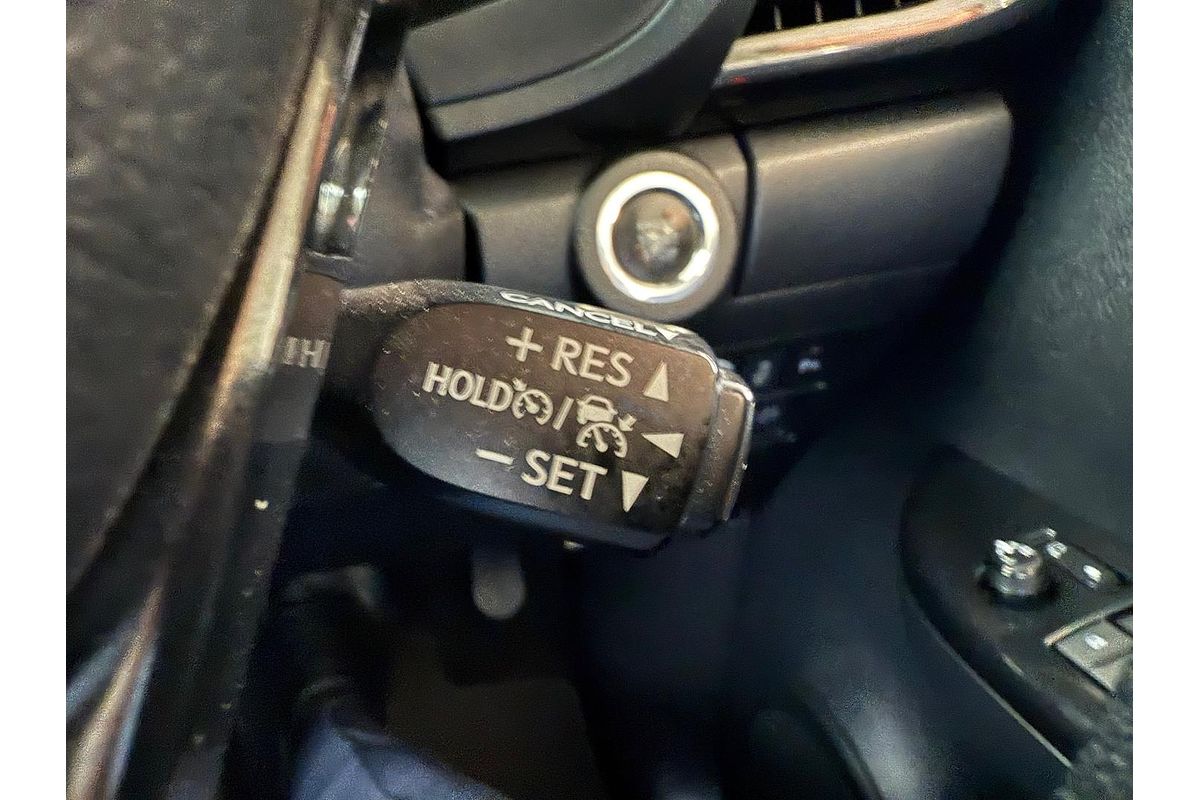 CANCEL
+ RES
HOLD /
- SET